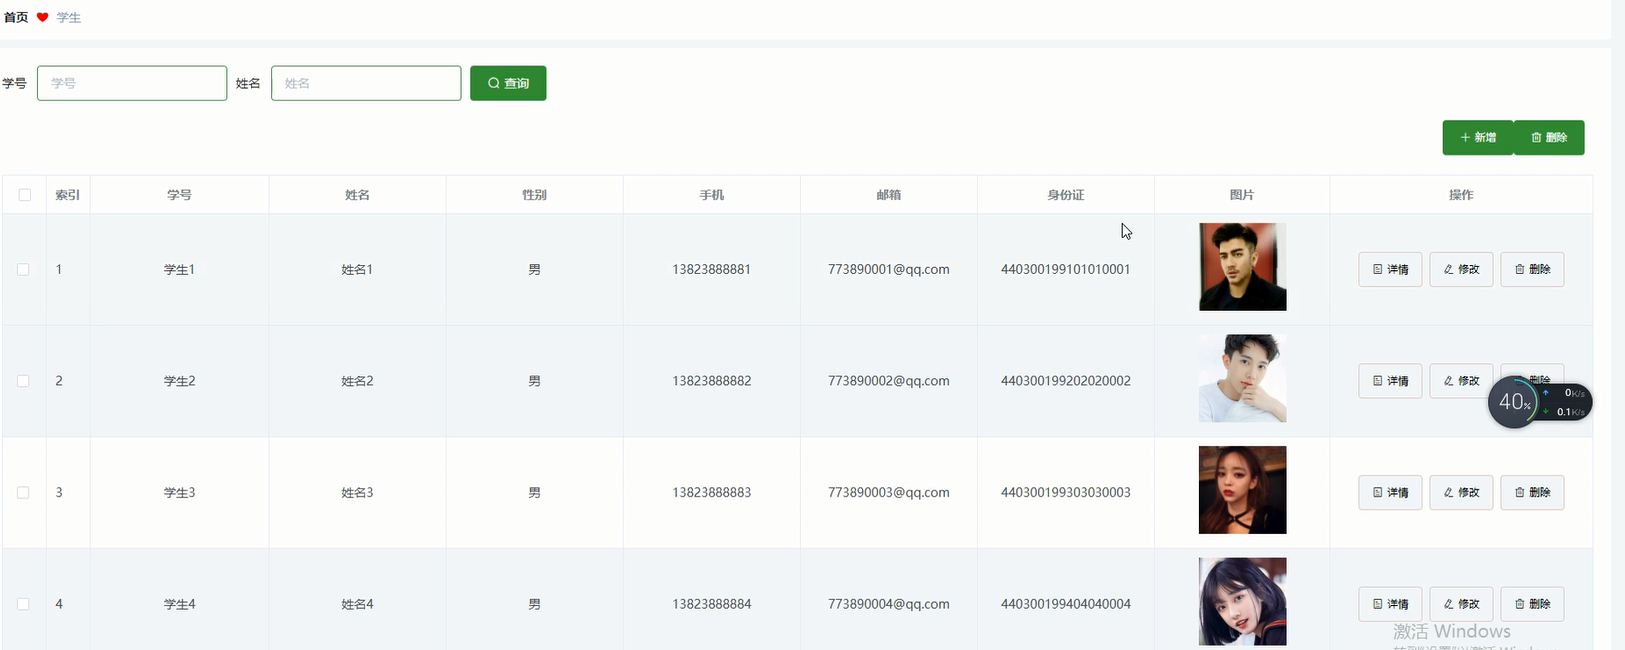 首页 学生
学号 学号 姓名 姓名 查询
新增 删除
索引 学号 姓名 性别 手机 邮箱 身份证 图片 操作
1 学生1 姓名1 男 13823888881 773890001@qq.com 440300199101010001 详情 修改 删除
2 学生2 姓名2 男 13823888882 773890002@qq.com 440300199202020002 详情 修改 删除
40% 0K/s
0.1K/s
3 学生3 姓名3 男 13823888883 773890003@qq.com 440300199303030003 详情 修改 删除
4 学生4 姓名4 男 13823888884 773890004@qq.com 440300199404040004 详情 修改 删除
激活 Windows